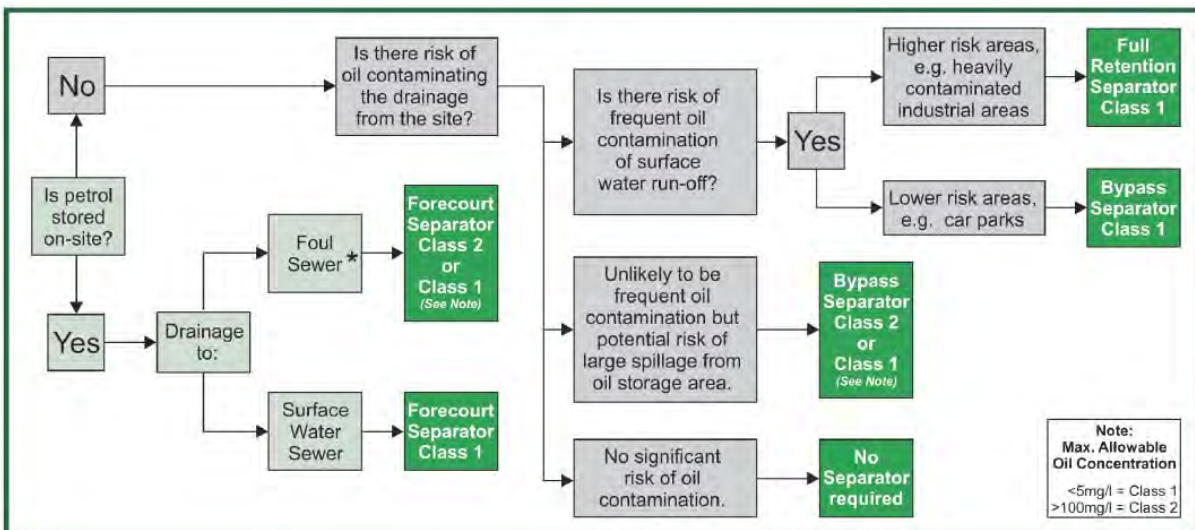 No
Is there risk of
oil contaminating
the drainage
from the site?
Is there risk of
frequent oil
contamination
of surface
water run-off?
Yes
Higher risk areas,
e.g. heavily
contaminated
industrial areas
Full
Retention
Separator
Class 1
Lower risk areas,
e.g. car parks
Bypass
Separator
Class 1
Is petrol
stored
on-site?
Yes
Drainage
to:
Foul
Sewer *
Forecourt
Separator
Class 2
or
Class 1
(See Note)
Surface
Water
Sewer
Forecourt
Separator
Class 1
Unlikely to be
frequent oil
contamination but
potential risk of
large spillage from
oil storage area.
Bypass
Separator
Class 2
or
Class 1
(See Note)
No significant
risk of oil
contamination.
No
Separator
required
Note:
Max. Allowable
Oil Concentration
<5mg/l = Class 1
>100mg/l = Class 2